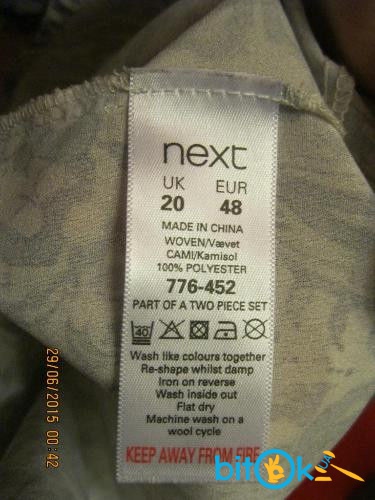 next
UK EUR
20 48
MADE IN CHINA
WOVEN/Vævet
CAMI/Kamisol
100% POLYESTER
776-452
PART OF A TWO PIECE SET
40
Wash like colours together
Re-shape whilst damp
Iron on reverse
Wash inside out
Flat dry
Machine wash on a
wool cycle
KEEP AWAY FROM FIRE
29/06/2015 00:42
bitOk
UA